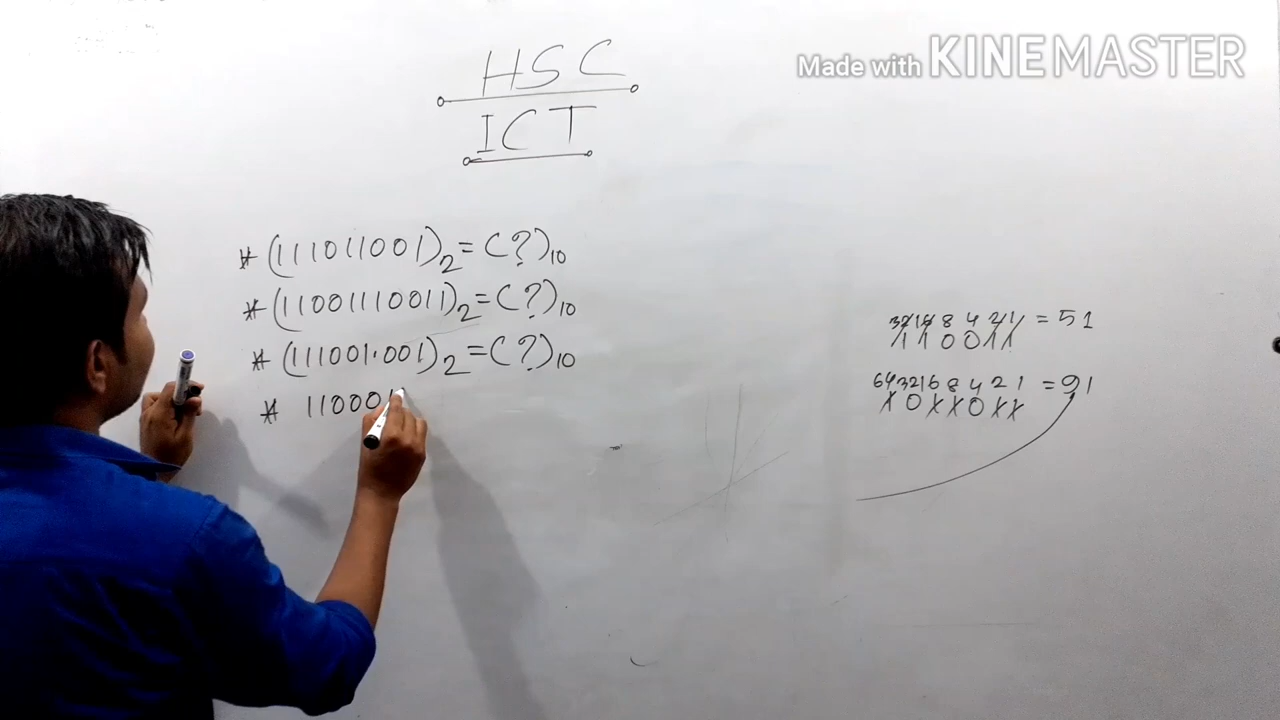 Made with KINEMASTER
HSC
ICT
* (111011001)₂ = (?)₁₀
* (11001110011)₂ = (?)₁₀
* (111001.001)₂ = (?)₁₀
* 11000
32 16 8 4 2 1 = 51
1 1 0 0 1 1
64 32 16 8 4 2 1 = 91
1 0 1 1 0 1 1